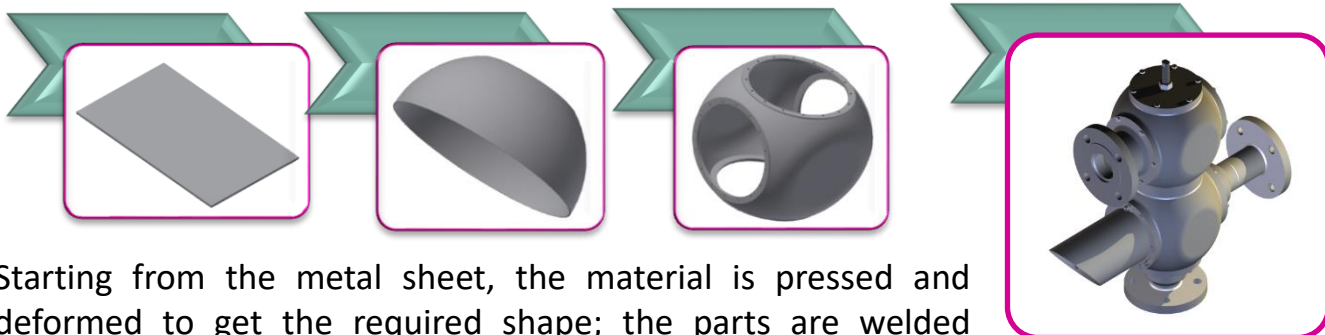 Starting from the metal sheet, the material is pressed and
deformed to get the required shape; the parts are welded